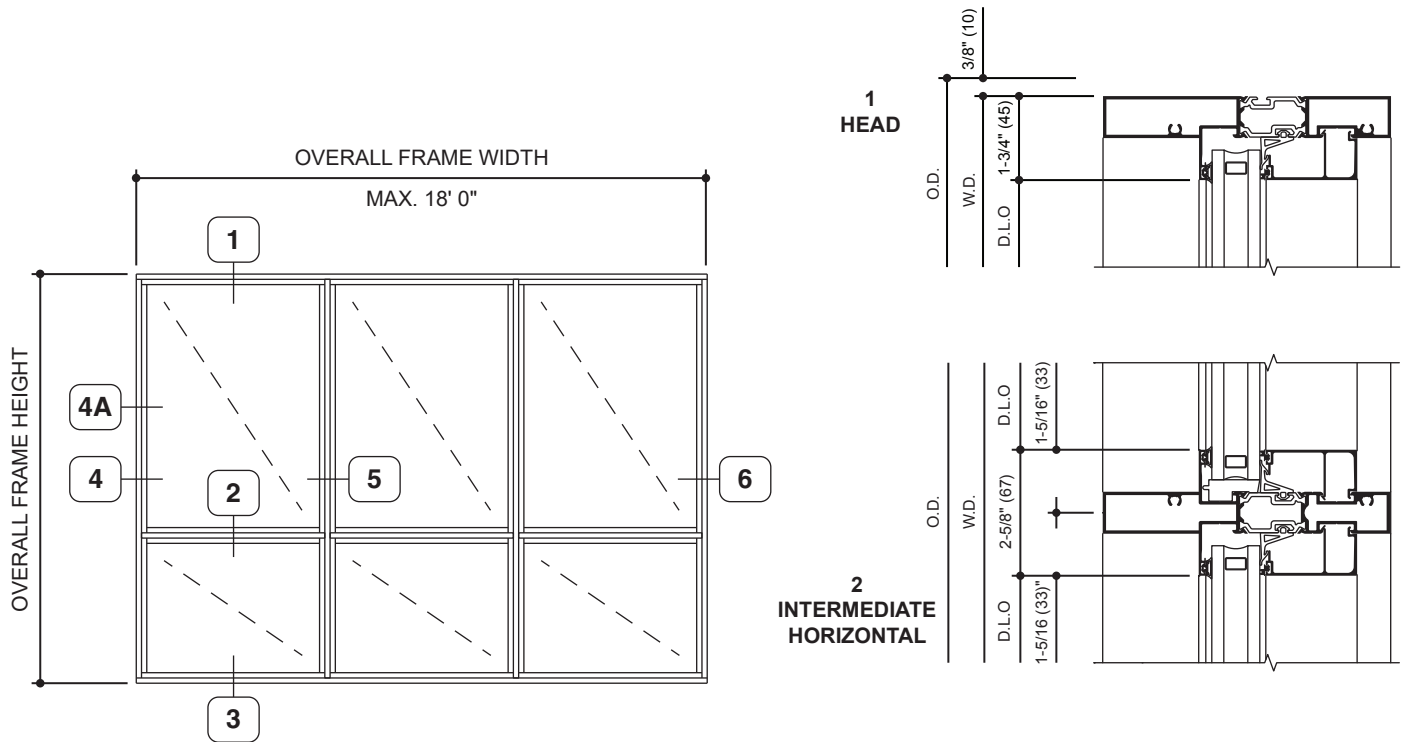 OVERALL FRAME WIDTH
MAX. 18' 0"
OVERALL FRAME HEIGHT
1
4A
4
2
5
6
3
1
HEAD
O.D.
W.D.
D.L.O
3/8" (10)
1-3/4" (45)
2
INTERMEDIATE
HORIZONTAL
O.D.
W.D.
D.L.O
1-5/16" (33)
2-5/8" (67)
D.L.O
1-5/16 (33)"